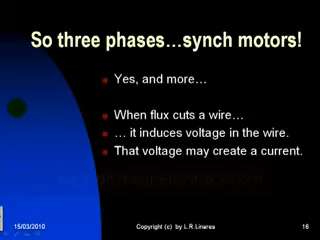 So three phases…synch motors!
Yes, and more…
When flux cuts a wire…
… it induces voltage in the wire.
That voltage may create a current.
15/03/2010
Copyright (c) by L R Linares
16